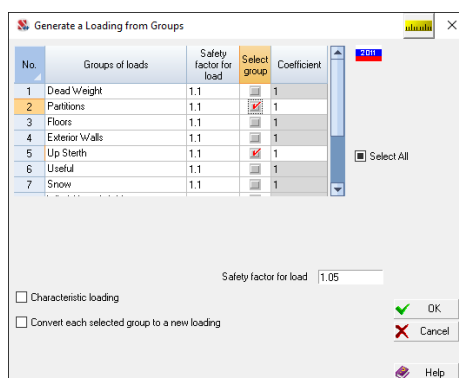 Generate a Loading from Groups
No. Groups of loads Safety factor for load Select group Coefficient
2011
1 Dead Weight 1.1 1
2 Partitions 1.1 1
3 Floors 1.1 1
4 Exterior Walls 1.1 1
5 Up Sterth 1.1 1
Select All
6 Useful 1.1 1
7 Snow 1.1 1
Safety factor for load 1.05
Characteristic loading
OK
Convert each selected group to a new loading
Cancel
Help